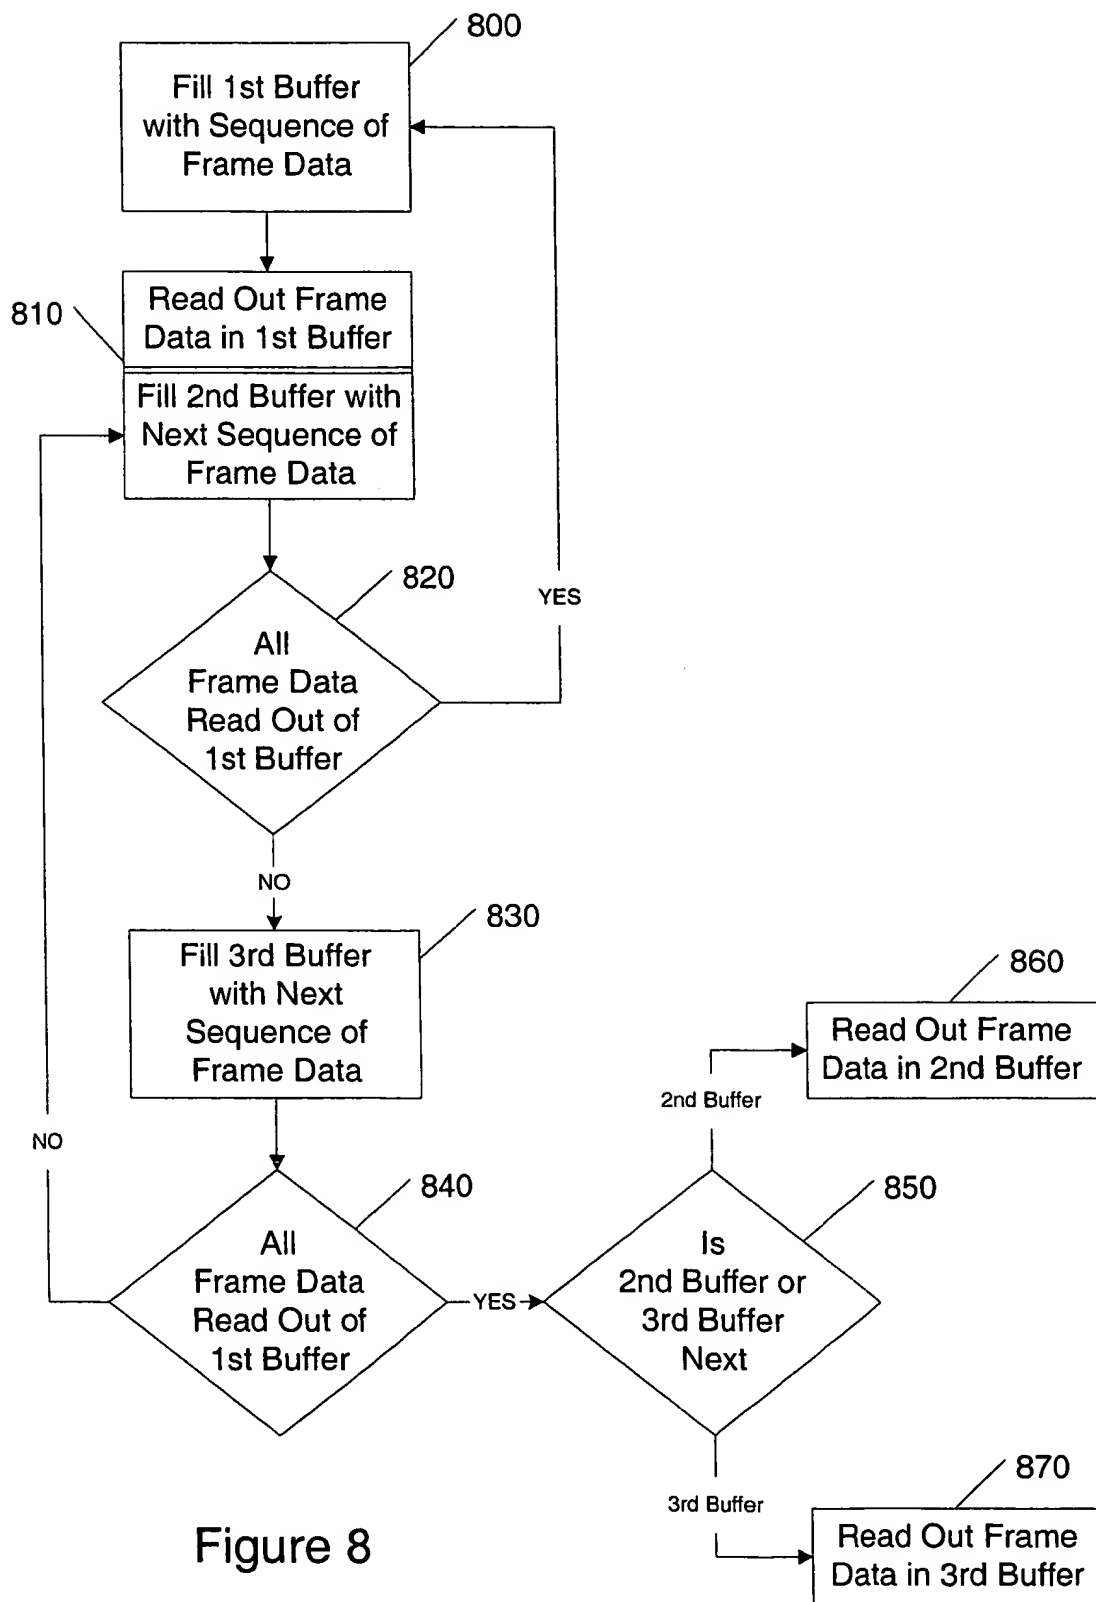 800
Fill 1st Buffer
with Sequence of
Frame Data
810
Read Out Frame
Data in 1st Buffer
Fill 2nd Buffer with
Next Sequence of
Frame Data
820
YES
All
Frame Data
Read Out of
1st Buffer
NO
830
Fill 3rd Buffer
with Next
Sequence of
Frame Data
NO
840
All
Frame Data
Read Out of
1st Buffer
YES
850
Is
2nd Buffer or
3rd Buffer
Next
2nd Buffer
860
Read Out Frame
Data in 2nd Buffer
3rd Buffer
870
Read Out Frame
Data in 3rd Buffer
Figure 8